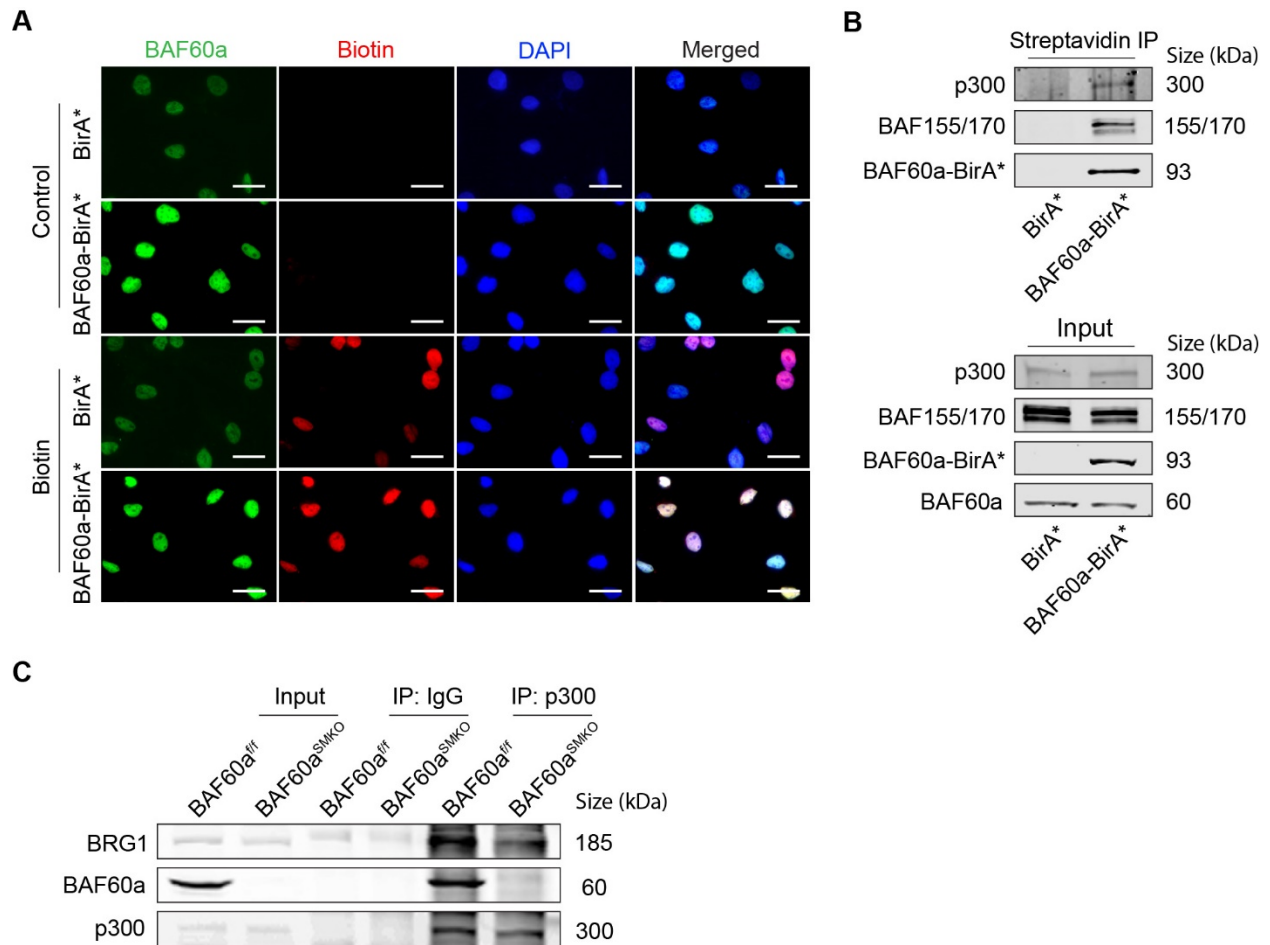 A
BAF60a Biotin DAPI Merged
Control
BirA*
BAF60a-BirA*
Biotin
BirA*
BAF60a-BirA*
B
Streptavidin IP Size (kDa)
p300 300
BAF155/170 155/170
BAF60a-BirA* 93
BirA* BAF60a-BirA*
Input Size (kDa)
p300 300
BAF155/170 155/170
BAF60a-BirA* 93
BAF60a 60
BirA* BAF60a-BirA*
C
Input IP: IgG IP: p300
BAF60af/f BAF60aSMKO BAF60af/f BAF60aSMKO BAF60af/f BAF60aSMKO Size (kDa)
BRG1 185
BAF60a 60
p300 300